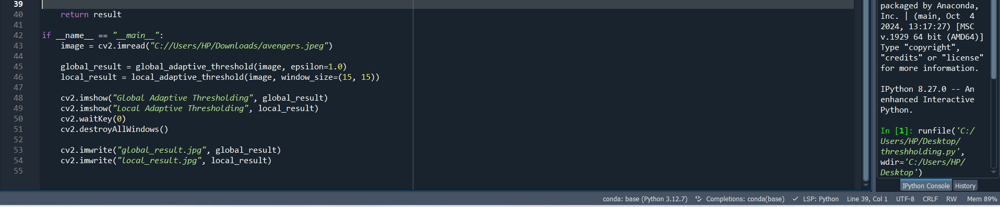 39
40 return result
41
42 if __name__ == "__main__":
43 image = cv2.imread("C://Users/HP/Downloads/avengers.jpeg")
44
45 global_result = global_adaptive_threshold(image, epsilon=1.0)
46 local_result = local_adaptive_threshold(image, window_size=(15, 15))
47
48 cv2.imshow("Global Adaptive Thresholding", global_result)
49 cv2.imshow("Local Adaptive Thresholding", local_result)
50 cv2.waitKey(0)
51 cv2.destroyAllWindows()
52
53 cv2.imwrite("global_result.jpg", global_result)
54 cv2.imwrite("local_result.jpg", local_result)
55
packaged by Anaconda,
Inc. | (main, Oct 4
2024, 13:17:27) [MSC
v.1929 64 bit (AMD64)]
Type "copyright",
"credits" or "license"
for more information.
IPython 8.27.0 -- An
enhanced Interactive
Python.
In [1]: runfile('C:/
Users/HP/Desktop/
threshholding.py',
wdir='C:/Users/HP/
Desktop')
IPython Console History
conda: base (Python 3.12.7) Completions: conda(base) LSP: Python Line 39, Col 1 UTF-8 CRLF RW Mem 89%